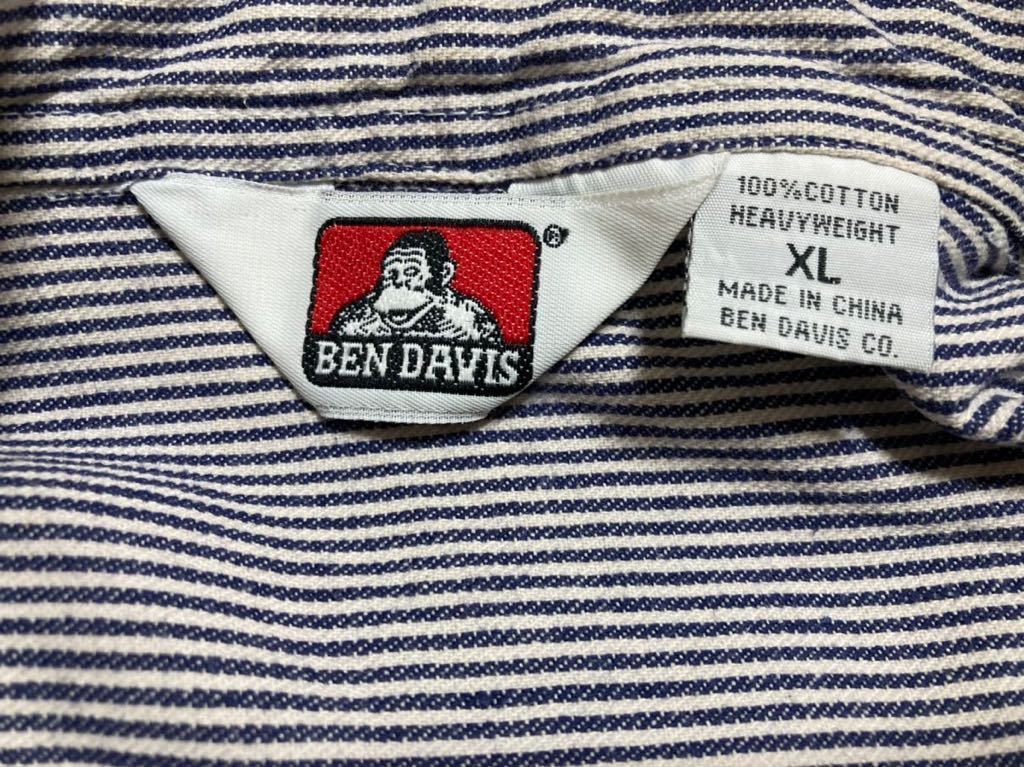 BEN DAVIS
®
100%COTTON
HEAVYWEIGHT
XL
MADE IN CHINA
BEN DAVIS CO.